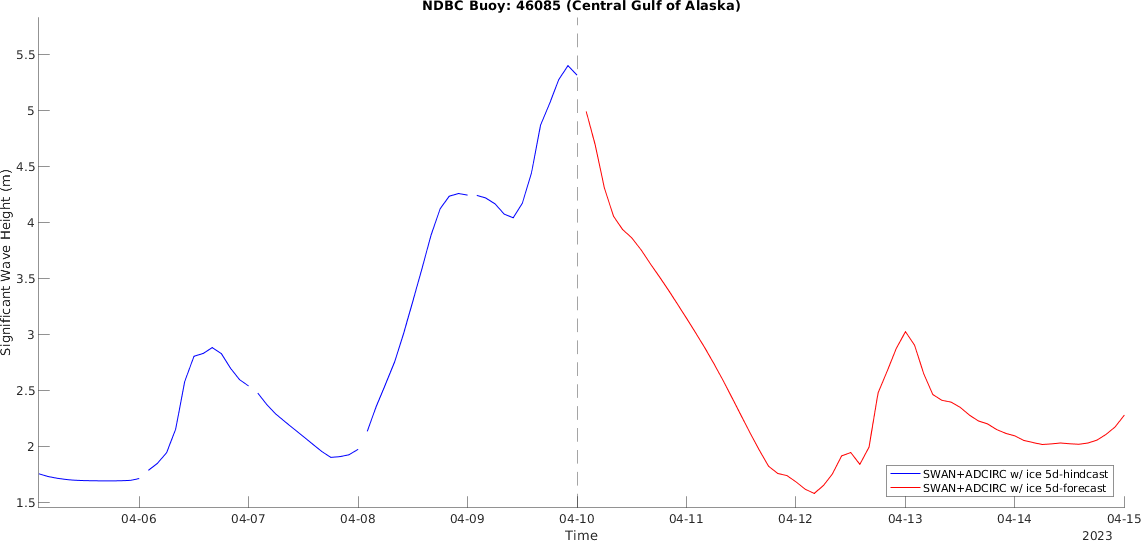 NDBC Buoy: 46085 (Central Gulf of Alaska)
Significant Wave Height (m)
5.5
5
4.5
4
3.5
3
2.5
2
1.5
SWAN+ADCIRC w/ ice 5d-hindcast
SWAN+ADCIRC w/ ice 5d-forecast
04-06 04-07 04-08 04-09 04-10 04-11 04-12 04-13 04-14 04-15
Time
2023